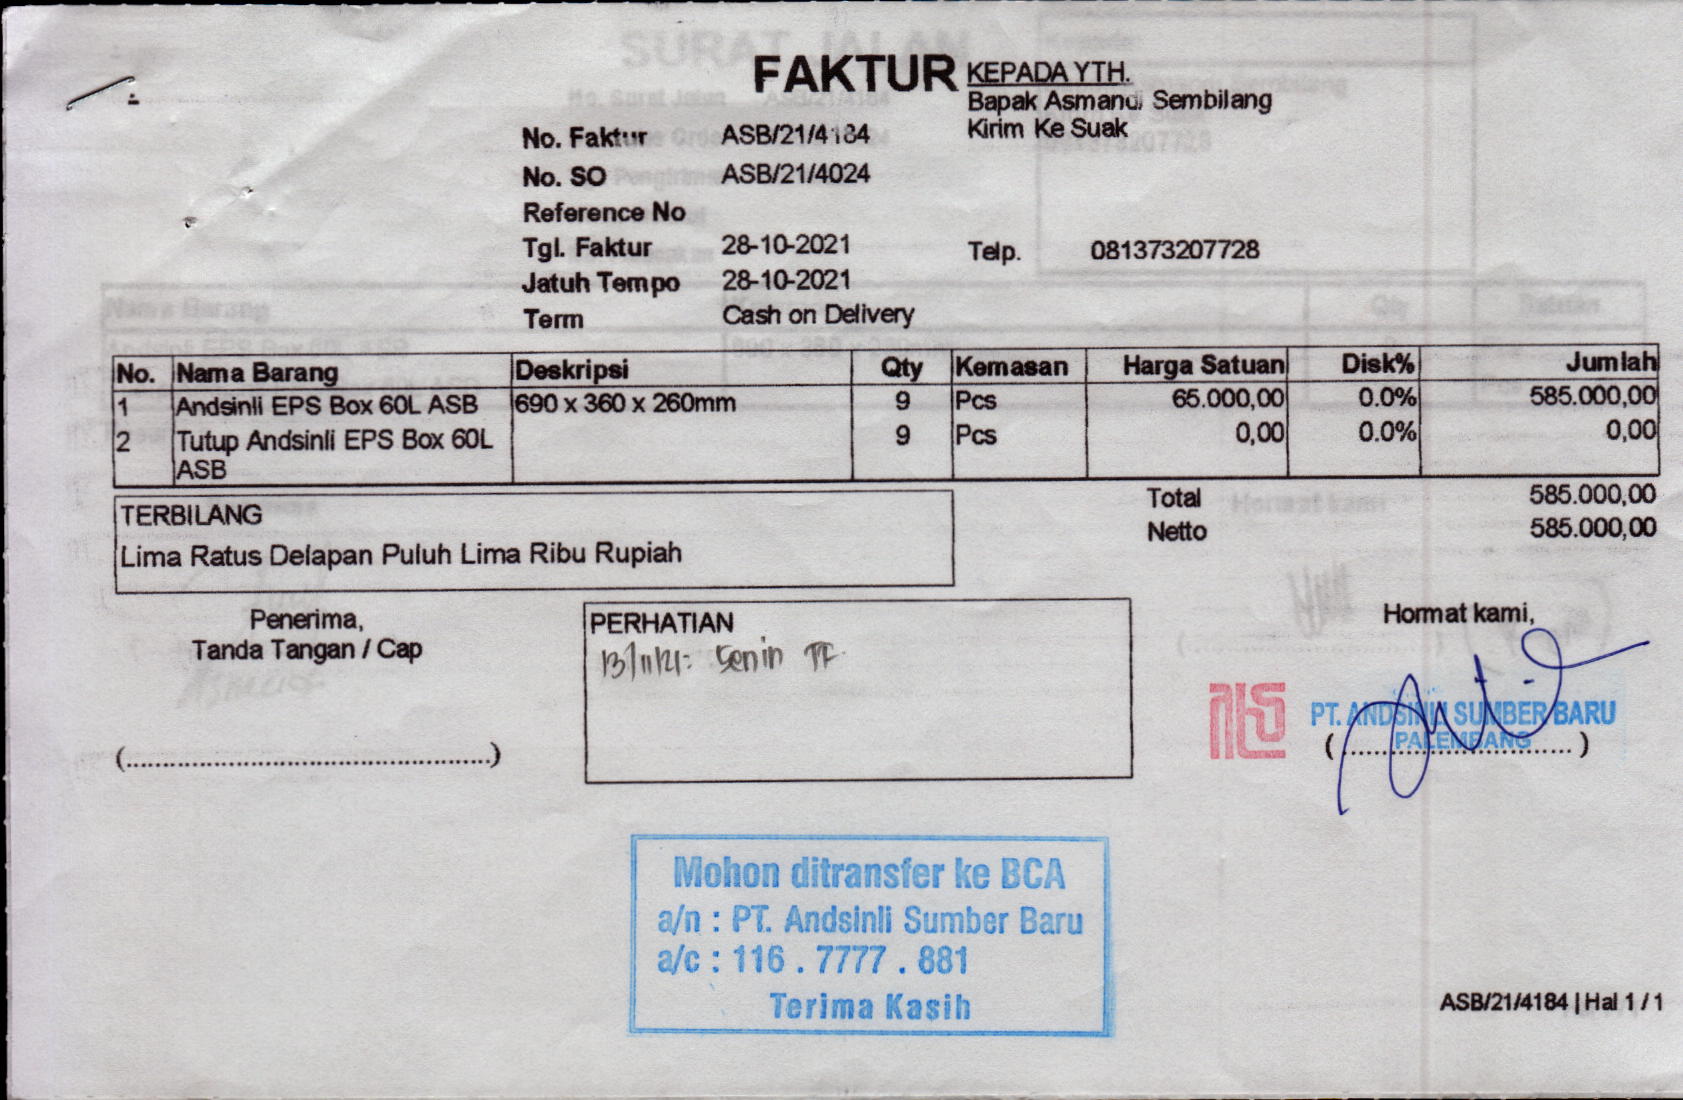 FAKTUR
KEPADA YTH.
Bapak Asmandi Sembilang
Kirim Ke Suak
No. Faktur ASB/21/4184
No. SO ASB/21/4024
Reference No
Tgl. Faktur 28-10-2021 Telp. 081373207728
Jatuh Tempo 28-10-2021
Term Cash on Delivery
No. Nama Barang Deskripsi Qty Kemasan Harga Satuan Disk% Jumlah
1 Andsinli EPS Box 60L ASB 690 x 360 x 260mm 9 Pcs 65.000,00 0.0% 585.000,00
2 Tutup Andsinli EPS Box 60L 9 Pcs 0,00 0.0% 0,00
ASB
Total 585.000,00
Netto 585.000,00
TERBILANG
Lima Ratus Delapan Puluh Lima Ribu Rupiah
Penerima,
Tanda Tangan / Cap
(..................................................)
PERHATIAN
13/11/21: Senin TF
Hormat kami,
PT. ANDSINLI SUMBER BARU
PALEMBANG
(................................)
Mohon ditransfer ke BCA
a/n : PT. Andsinli Sumber Baru
a/c : 116 . 7777 . 881
Terima Kasih
ASB/21/4184 | Hal 1 / 1